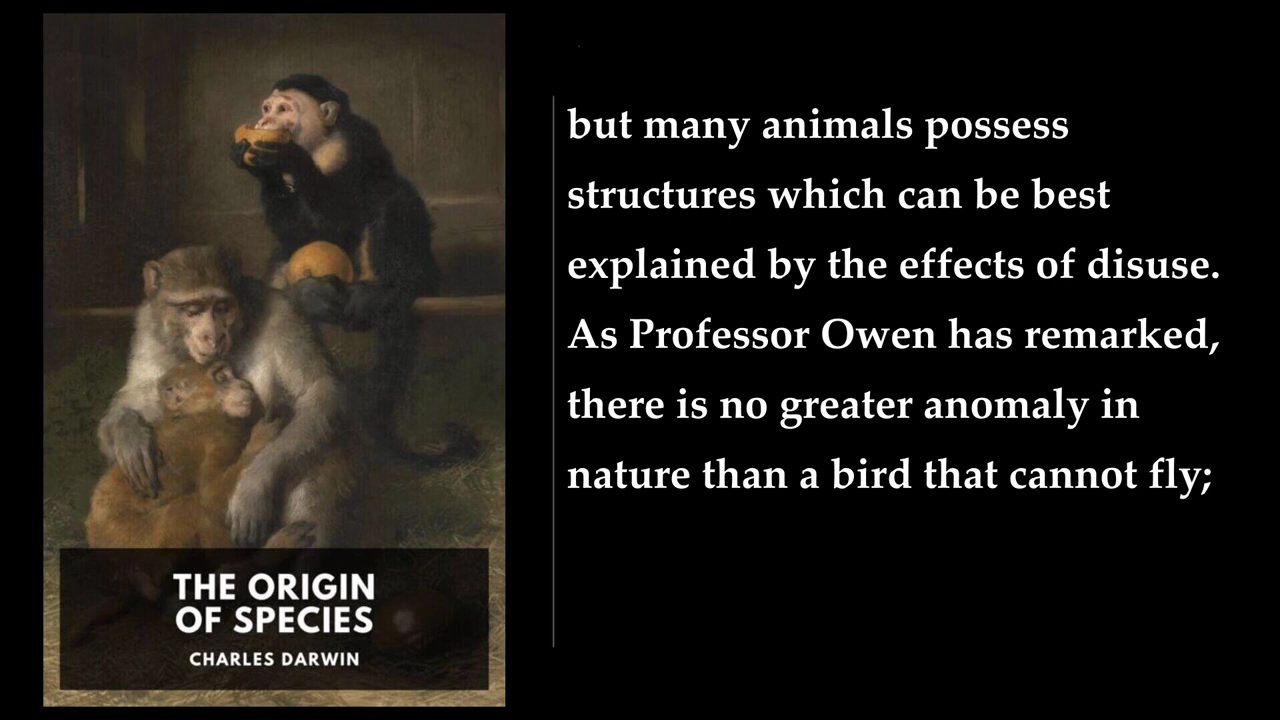 THE ORIGIN
OF SPECIES
CHARLES DARWIN
but many animals possess
structures which can be best
explained by the effects of disuse.
As Professor Owen has remarked,
there is no greater anomaly in
nature than a bird that cannot fly;